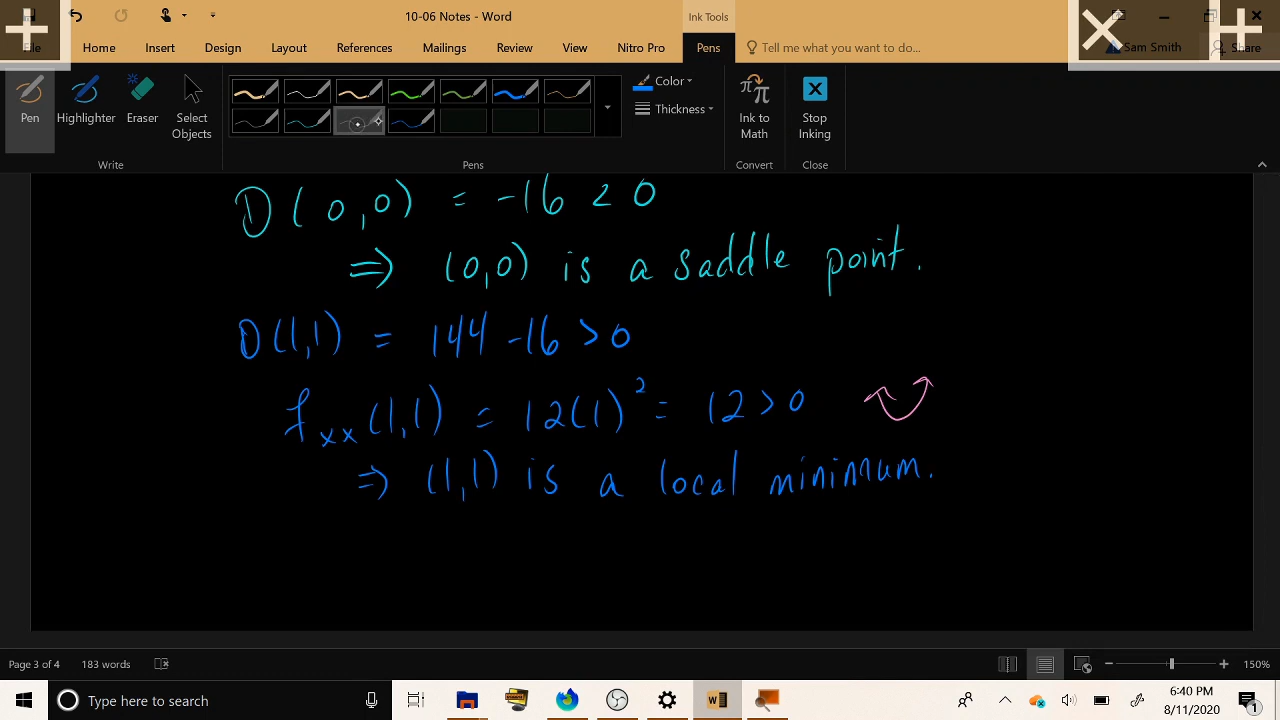 10-06 Notes - Word
Ink Tools
File Home Insert Design Layout References Mailings Review View Nitro Pro Pens Tell me what you want to do... Sam Smith Share
Pen Highlighter Eraser Select Objects
Color
Thickness
Ink to Math
Stop Inking
Write Pens Convert Close
D(0,0) = -16 < 0
⇒ (0,0) is a saddle point.
D(1,1) = 144 - 16 > 0
f_xx(1,1) = 12(1)² = 12 > 0
⇒ (1,1) is a local minimum.
Page 3 of 4 183 words 150%
Type here to search
6:40 PM
8/11/2020
1